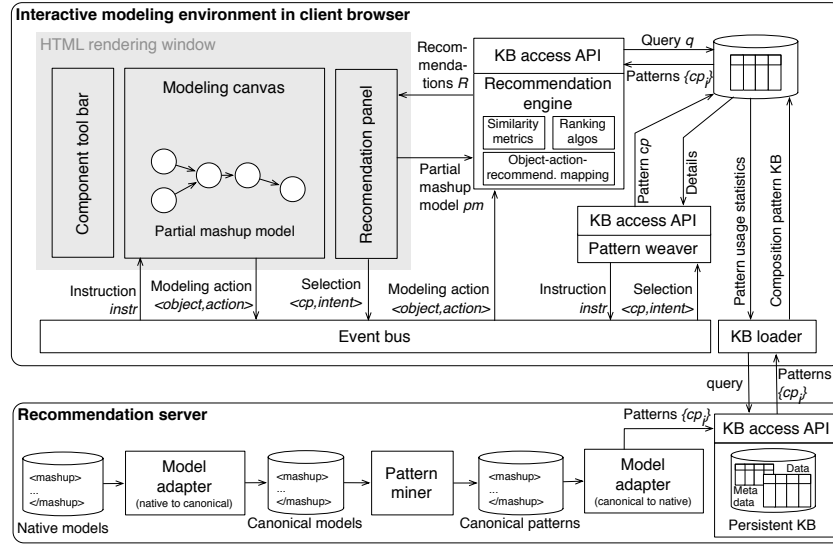 Interactive modeling environment in client browser
HTML rendering window
Component tool bar
Modeling canvas
Partial mashup model
Recomendation panel
Recom-
menda-
tions R
Partial
mashup
model pm
KB access API
Recommendation
engine
Similarity
metrics
Ranking
algos
Object-action-
recommend. mapping
Query q
Patterns {cpi}
Pattern cp
Details
KB access API
Pattern weaver
Pattern usage statistics
Composition pattern KB
Instruction
instr
Modeling action
<object,action>
Selection
<cp,intent>
Modeling action
<object,action>
Instruction
instr
Selection
<cp,intent>
Event bus
KB loader
query
Patterns
{cpi}
Recommendation server
Patterns {cpi}
KB access API
<mashup>
...
</mashup>
Native models
Model
adapter
(native to canonical)
<mashup>
...
</mashup>
Canonical models
Pattern
miner
<mashup>
...
</mashup>
Canonical patterns
Model
adapter
(canonical to native)
Data
Meta
data
Persistent KB